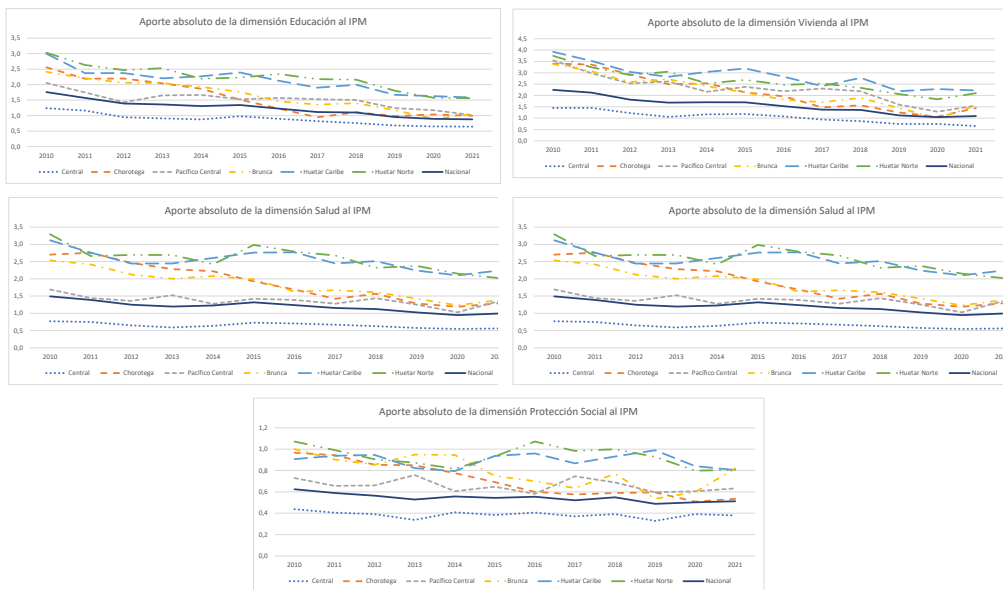 Aporte absoluto de la dimensión Educación al IPM
3,5
3,0
2,5
2,0
1,5
1,0
0,5
0,0
2010 2011 2012 2013 2014 2015 2016 2017 2018 2019 2020 2021
Central Chorotega Pacífico Central Brunca Huetar Caribe Huetar Norte Nacional
Aporte absoluto de la dimensión Vivienda al IPM
4,5
4,0
3,5
3,0
2,5
2,0
1,5
1,0
0,5
0,0
2010 2011 2012 2013 2014 2015 2016 2017 2018 2019 2020 2021
Central Chorotega Pacífico Central Brunca Huetar Caribe Huetar Norte Nacional
Aporte absoluto de la dimensión Salud al IPM
3,5
3,0
2,5
2,0
1,5
1,0
0,5
0,0
2010 2011 2012 2013 2014 2015 2016 2017 2018 2019 2020 202
Central Chorotega Pacífico Central Brunca Huetar Caribe Huetar Norte Nacional
Aporte absoluto de la dimensión Salud al IPM
3,5
3,0
2,5
2,0
1,5
1,0
0,5
0,0
2010 2011 2012 2013 2014 2015 2016 2017 2018 2019 2020 202
Central Chorotega Pacífico Central Brunca Huetar Caribe Huetar Norte Nacional
Aporte absoluto de la dimensión Protección Social al IPM
1,2
1,0
0,8
0,6
0,4
0,2
0,0
2010 2011 2012 2013 2014 2015 2016 2017 2018 2019 2020 2021
Central Chorotega Pacífico Central Brunca Huetar Caribe Huetar Norte Nacional